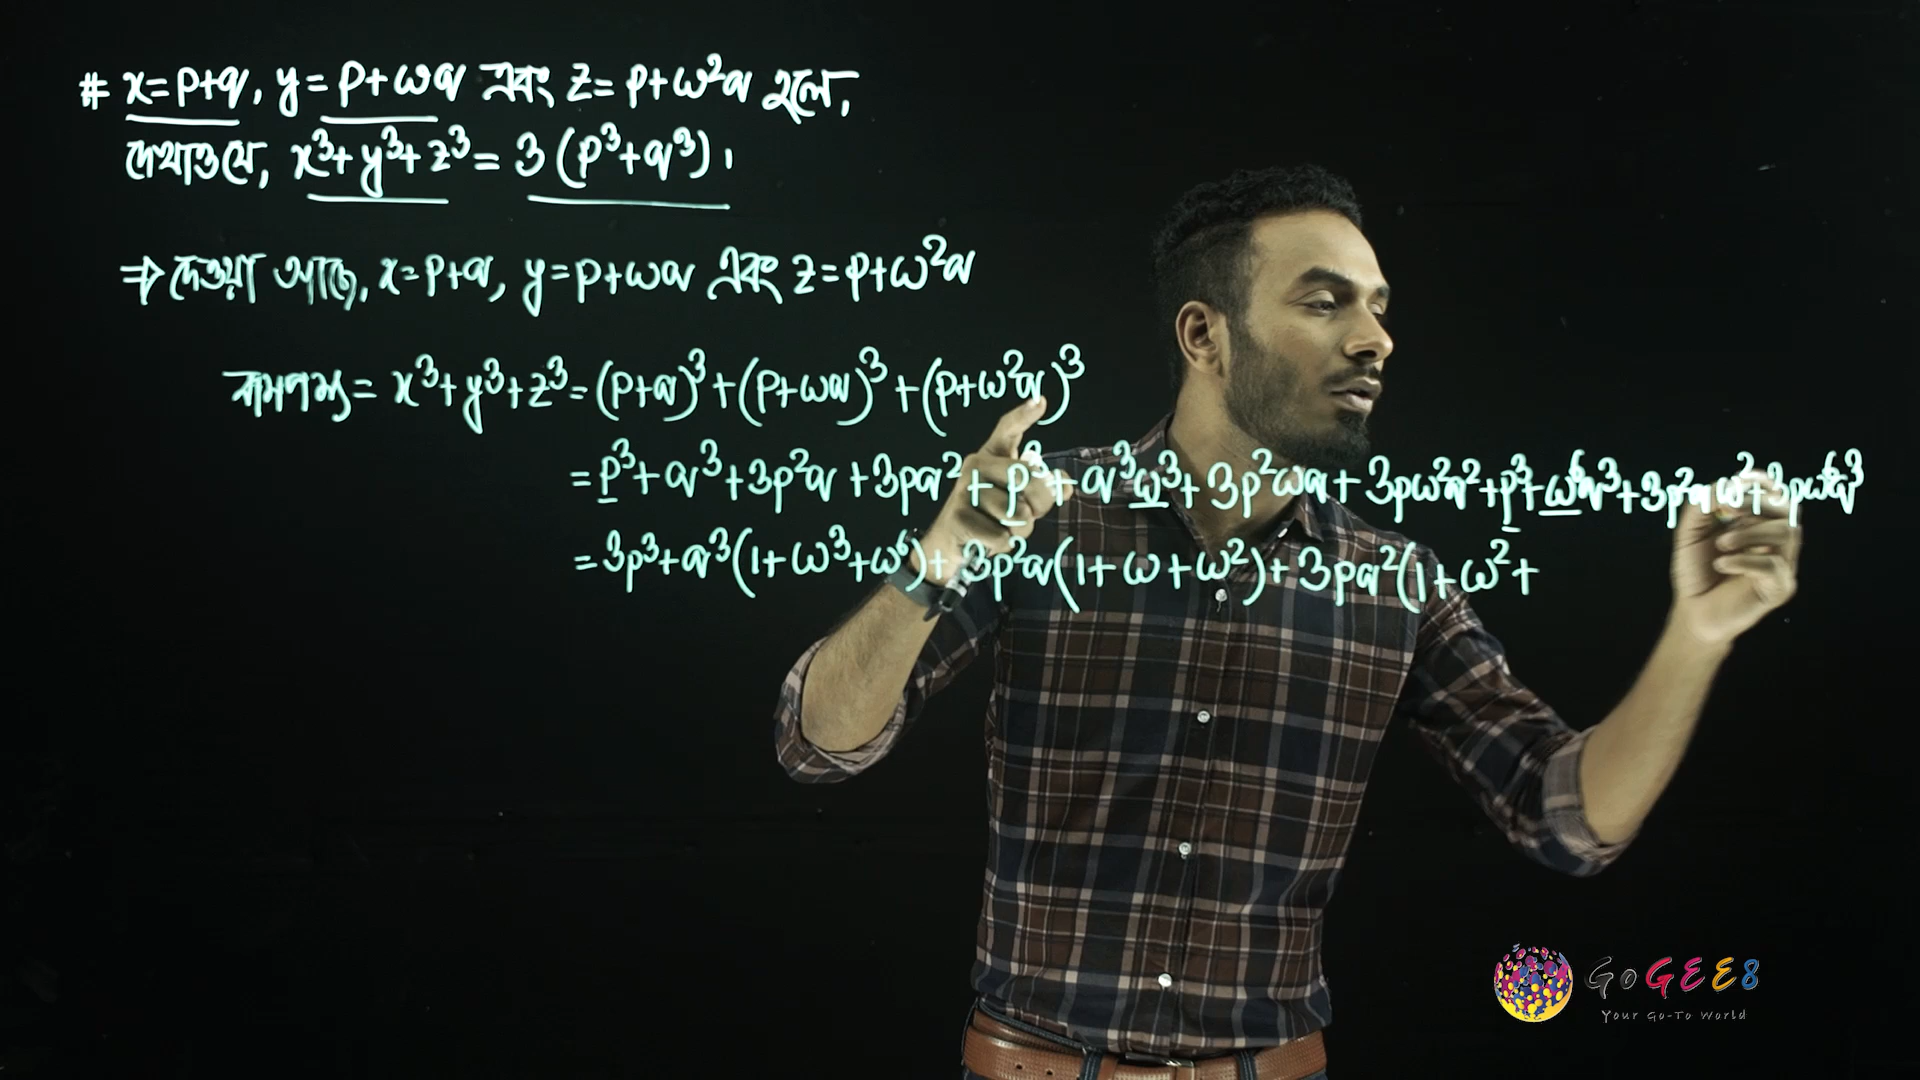 # x=p+q, y=p+ωq এবং z=p+ω²q হলে,
দেখাও যে, x³+y³+z³ = 3(p³+q³)।
⇒ দেওয়া আছে, x=p+q, y=p+ωq এবং z=p+ω²q
বামপক্ষ = x³+y³+z³ = (p+q)³+(p+ωq)³+(p+ω²q)³
= p³+q³+3p²q+3pq²+p³+q³ω³+3p²ωq+3pω²q²+p³+ω⁶q³+3p²q
= 3p³+q³(1+ω³+ω⁶)+3p²q(1+ω+ω²)+3pq²(1+ω²+
GoGEE8
Your Go-To World